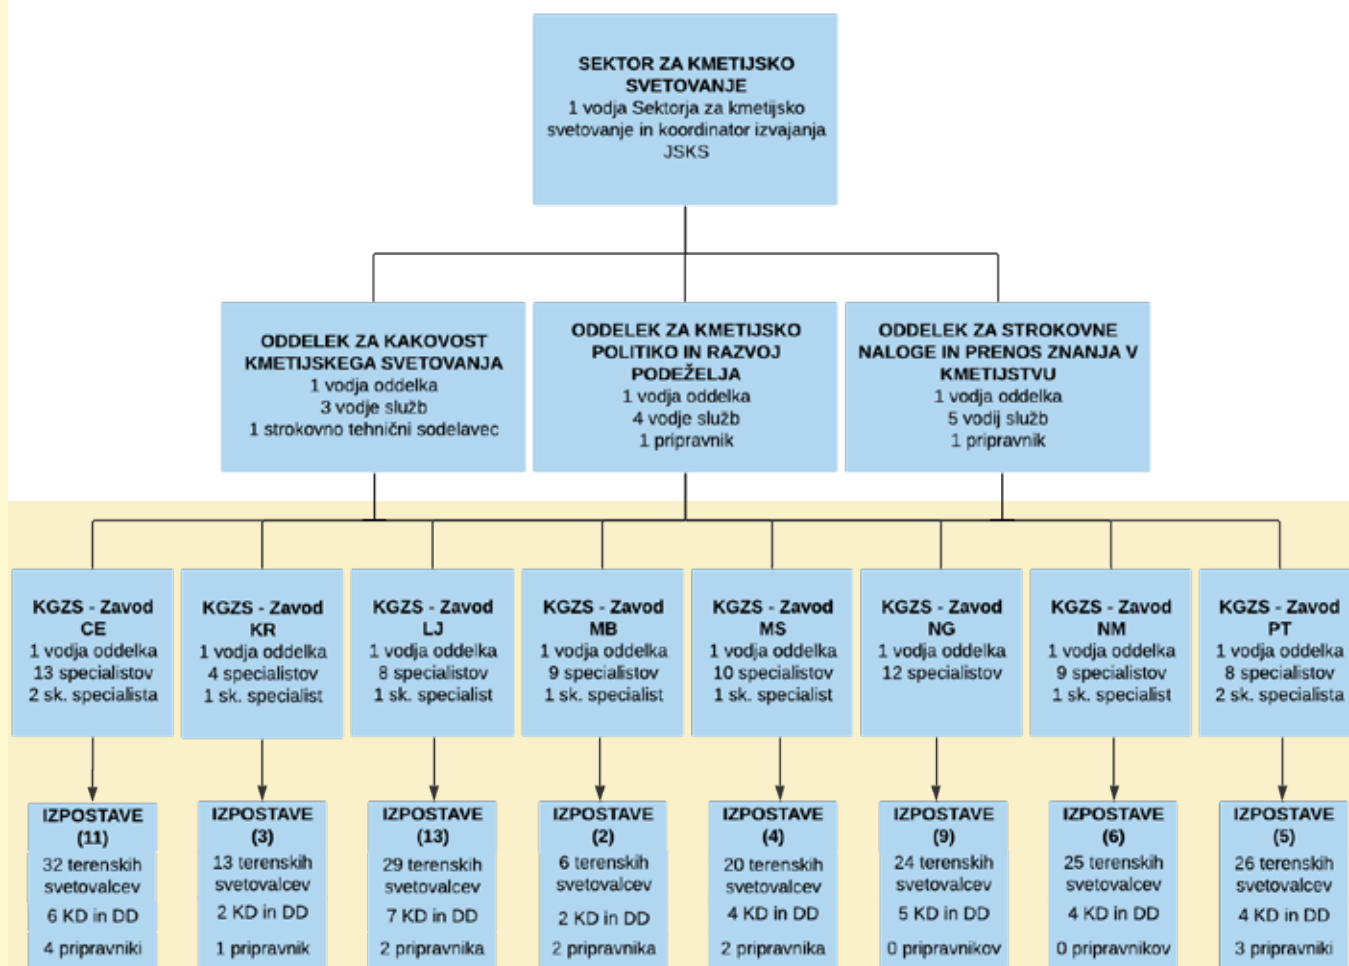 SEKTOR ZA KMETIJSKO
SVETOVANJE
1 vodja Sektorja za kmetijsko
svetovanje in koordinator izvajanja
JSKS
ODDELEK ZA KAKOVOST
KMETIJSKEGA SVETOVANJA
1 vodja oddelka
3 vodje služb
1 strokovno tehnični sodelavec
ODDELEK ZA KMETIJSKO
POLITIKO IN RAZVOJ
PODEŽELJA
1 vodja oddelka
4 vodje služb
1 pripravnik
ODDELEK ZA STROKOVNE
NALOGE IN PRENOS ZNANJA V
KMETIJSTVU
1 vodja oddelka
5 vodij služb
1 pripravnik
KGZS - Zavod
CE
1 vodja oddelka
13 specialistov
2 sk. specialista
KGZS - Zavod
KR
1 vodja oddelka
4 specialistov
1 sk. specialist
KGZS - Zavod
LJ
1 vodja oddelka
8 specialistov
1 sk. specialist
KGZS - Zavod
MB
1 vodja oddelka
9 specialistov
1 sk. specialist
KGZS - Zavod
MS
1 vodja oddelka
10 specialistov
1 sk. specialist
KGZS - Zavod
NG
1 vodja oddelka
12 specialistov
KGZS - Zavod
NM
1 vodja oddelka
9 specialistov
1 sk. specialist
KGZS - Zavod
PT
1 vodja oddelka
8 specialistov
2 sk. specialista
IZPOSTAVE
(11)
32 terenskih
svetovalcev
6 KD in DD
4 pripravniki
IZPOSTAVE
(3)
13 terenskih
svetovalcev
2 KD in DD
1 pripravnik
IZPOSTAVE
(13)
29 terenskih
svetovalcev
7 KD in DD
2 pripravnika
IZPOSTAVE
(2)
6 terenskih
svetovalcev
2 KD in DD
2 pripravnika
IZPOSTAVE
(4)
20 terenskih
svetovalcev
4 KD in DD
2 pripravnika
IZPOSTAVE
(9)
24 terenskih
svetovalcev
5 KD in DD
0 pripravnikov
IZPOSTAVE
(6)
25 terenskih
svetovalcev
4 KD in DD
0 pripravnikov
IZPOSTAVE
(5)
26 terenskih
svetovalcev
4 KD in DD
3 pripravniki